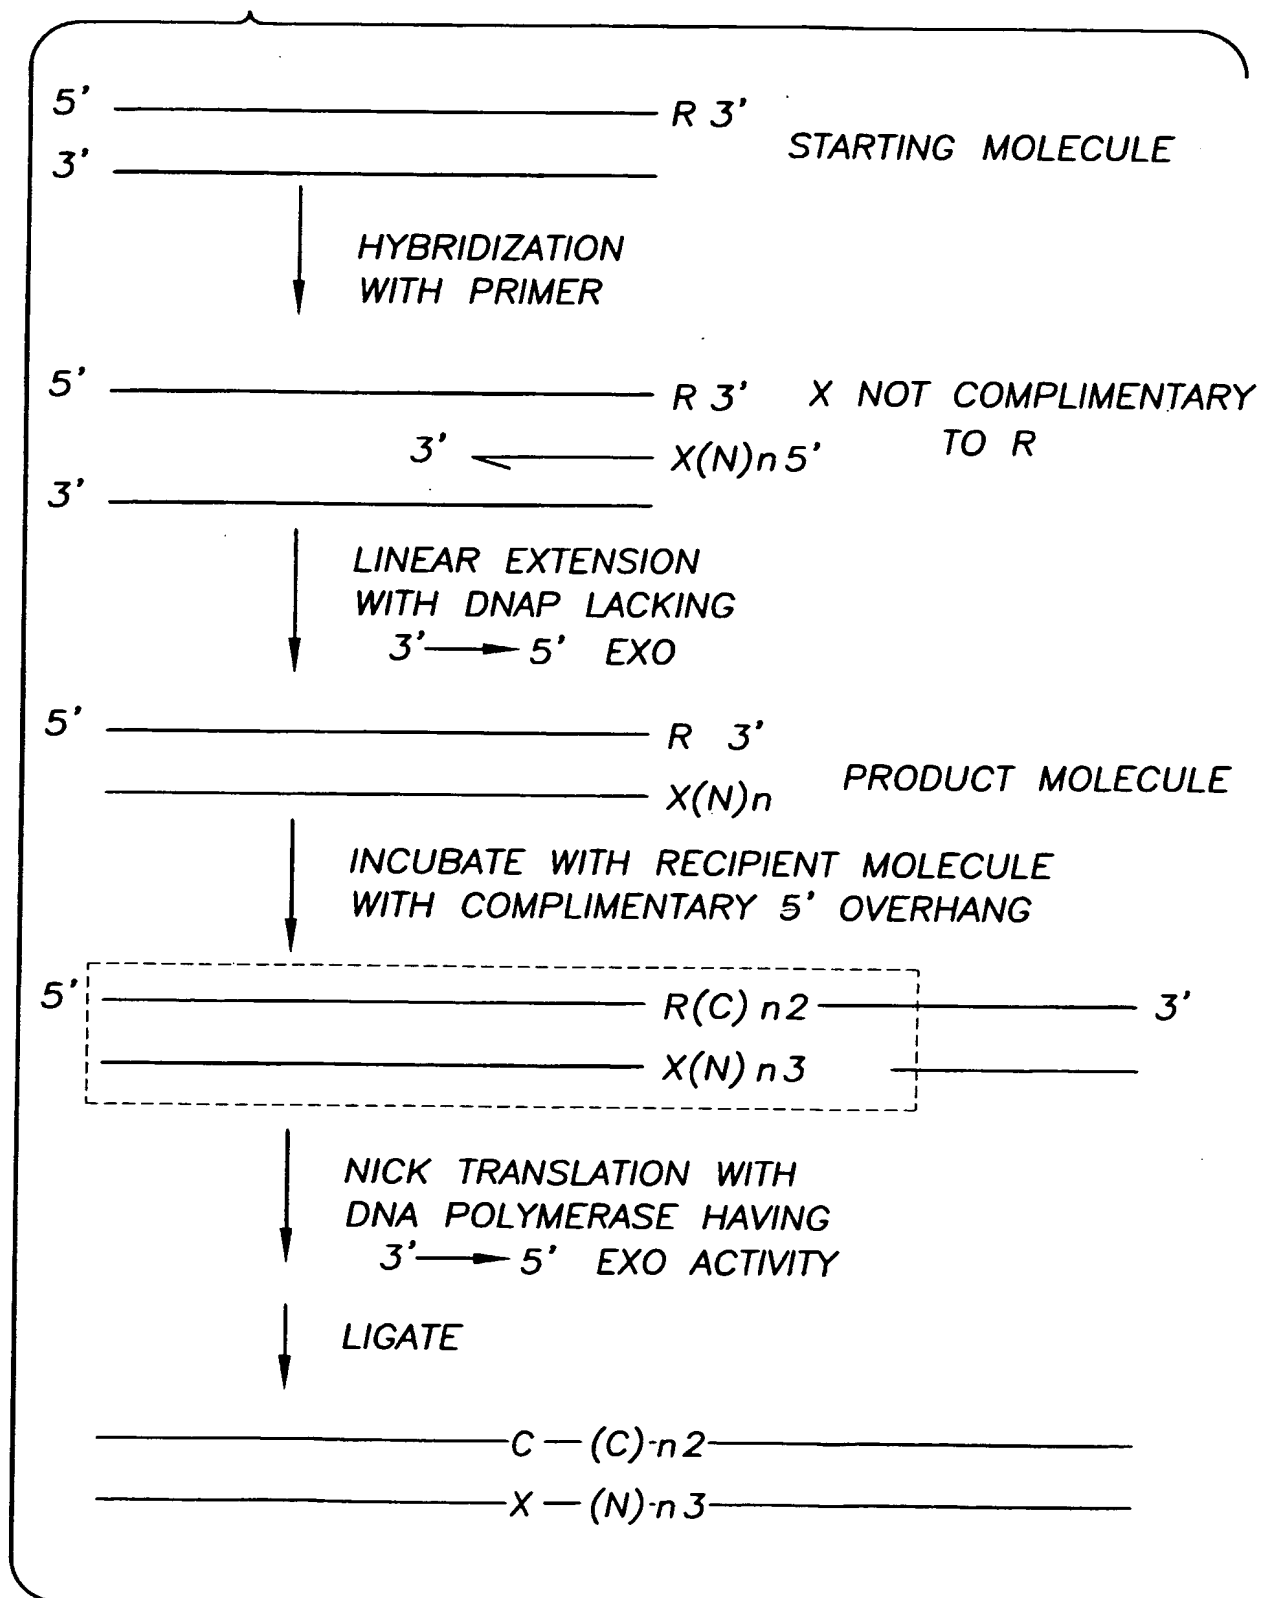 5' R 3'
STARTING MOLECULE
3'
HYBRIDIZATION
WITH PRIMER
5' R 3' X NOT COMPLIMENTARY
TO R
3' X(N)n5'
3'
LINEAR EXTENSION
WITH DNAP LACKING
3' 5' EXO
5' R 3'
PRODUCT MOLECULE
X(N)n
INCUBATE WITH RECIPIENT MOLECULE
WITH COMPLIMENTARY 5' OVERHANG
5' R(C) n2 3'
X(N) n3
NICK TRANSLATION WITH
DNA POLYMERASE HAVING
3' 5' EXO ACTIVITY
LIGATE
C—(C)-n2
X—(N)-n3